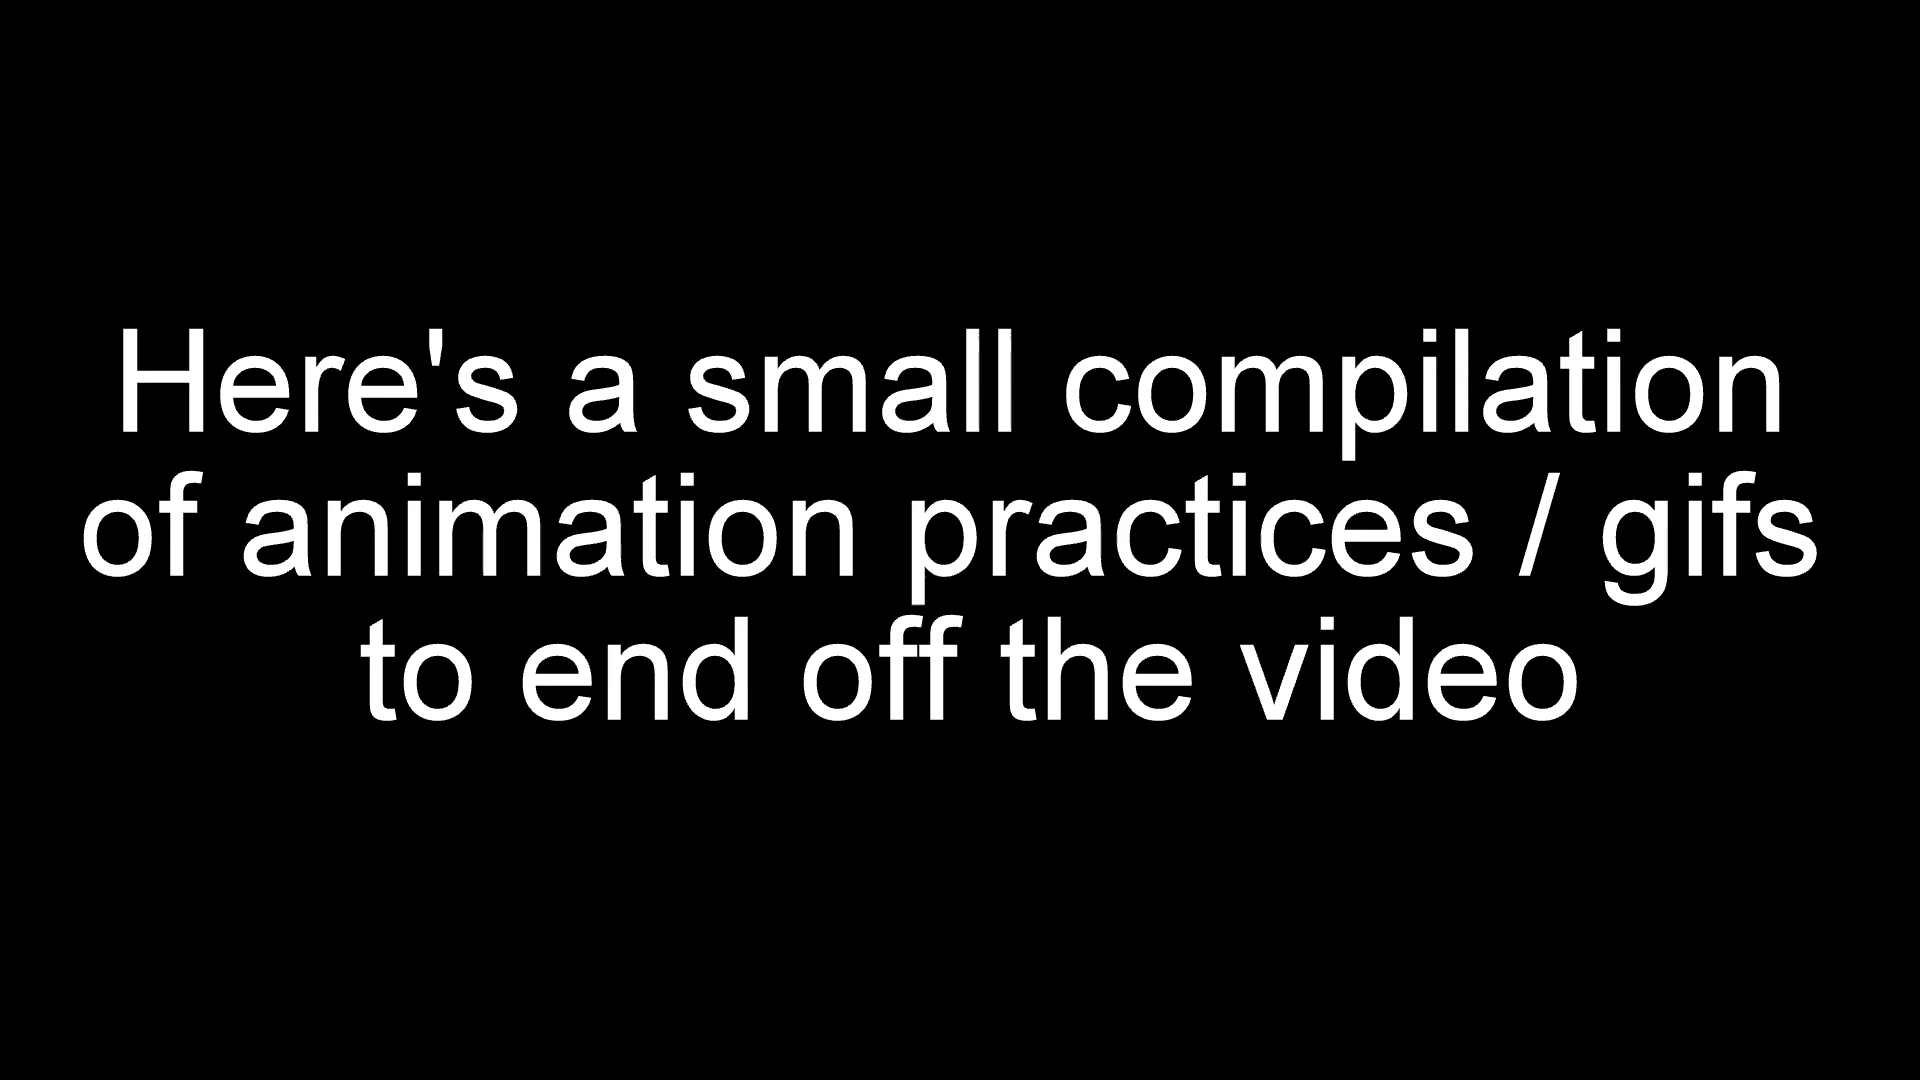 Here's a small compilation
of animation practices / gifs
to end off the video